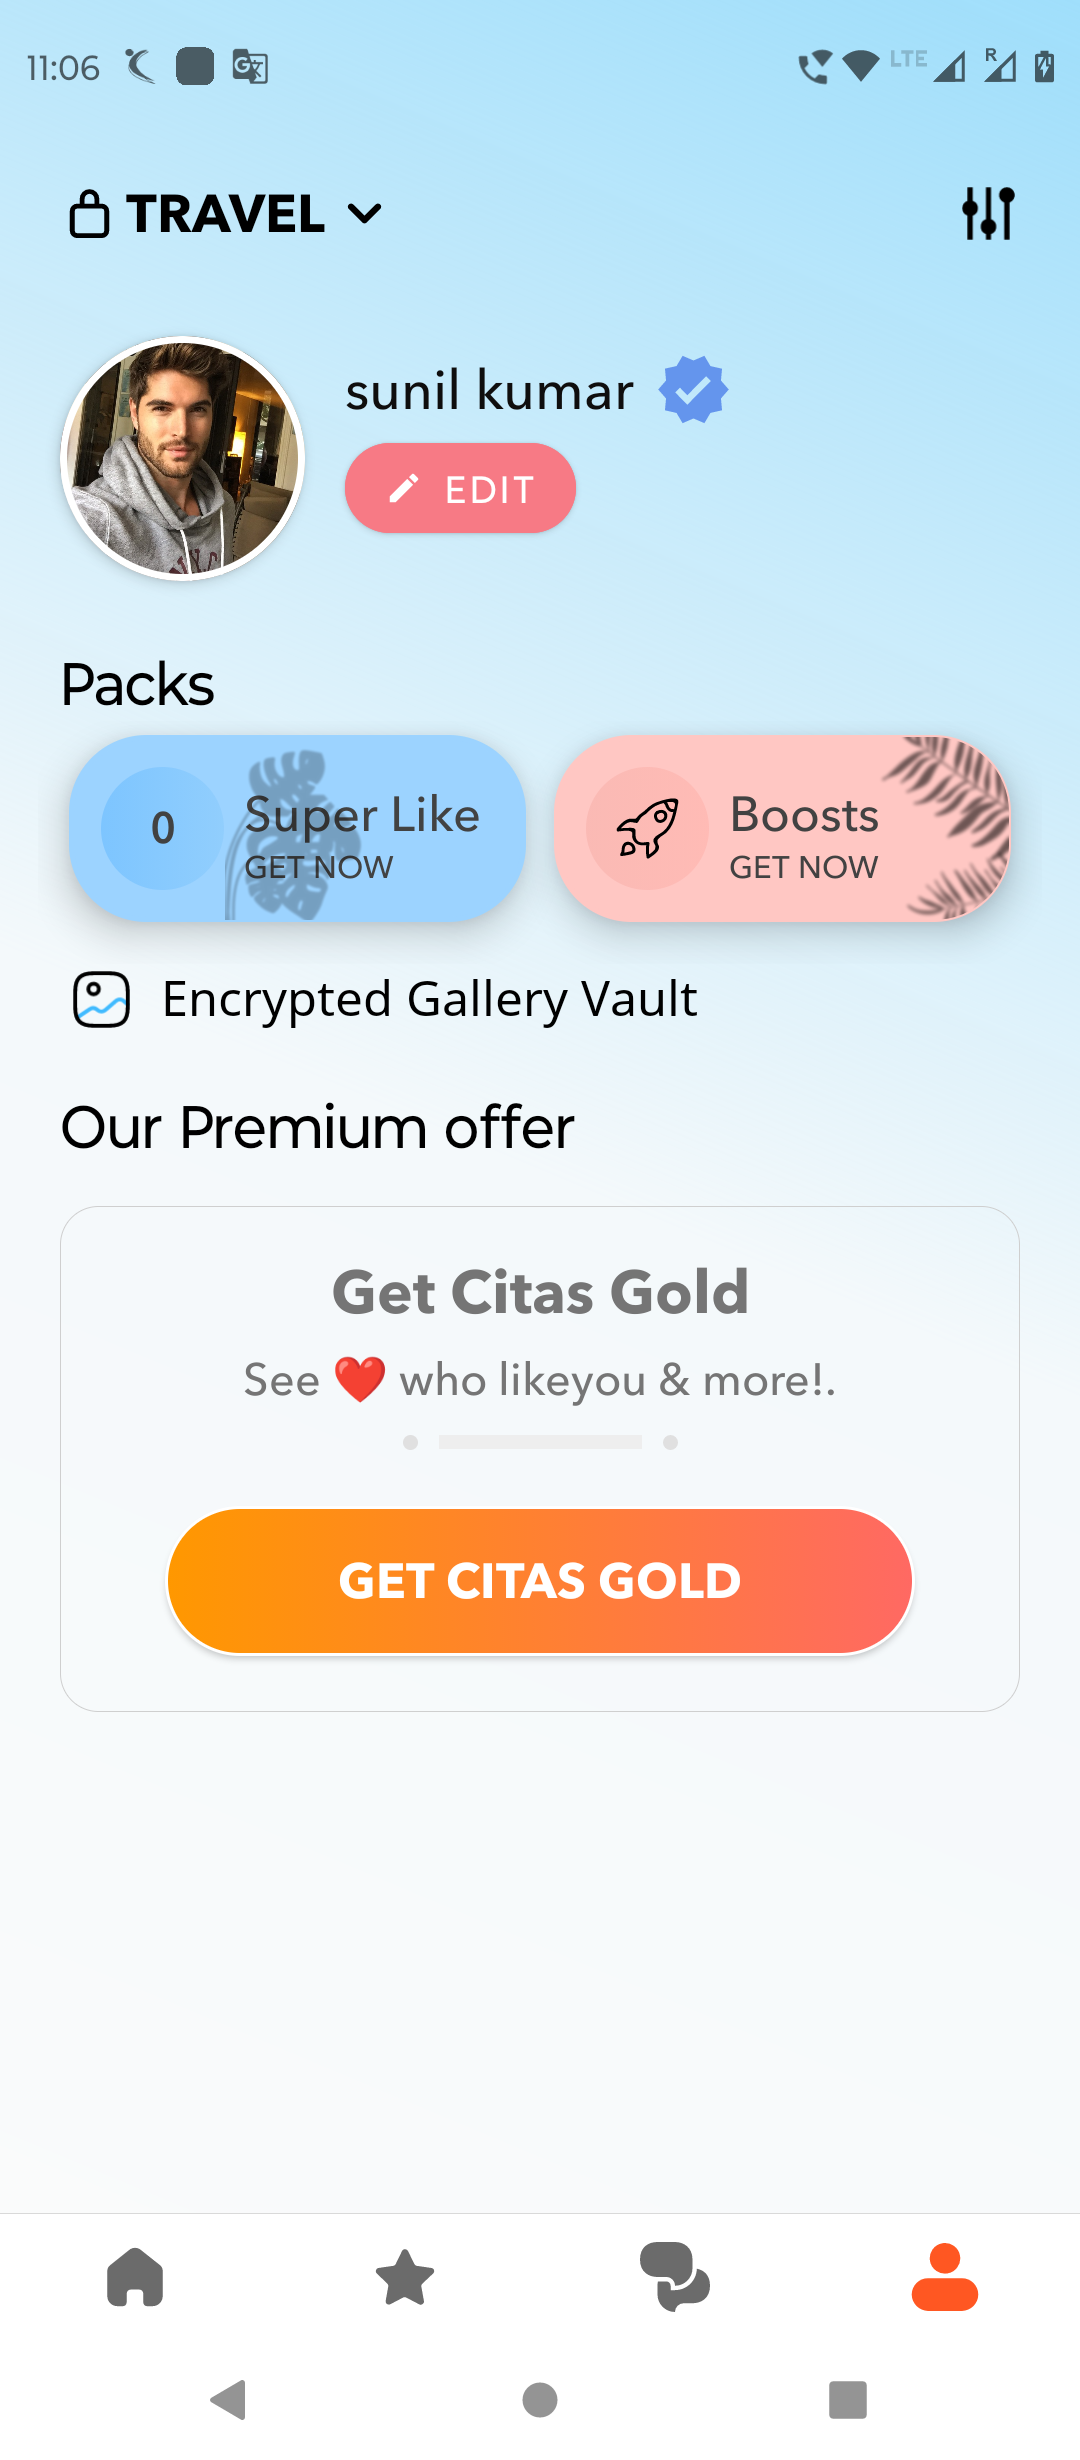 11:06
LTE
R
TRAVEL
sunil kumar
EDIT
Packs
0
Super Like
GET NOW
Boosts
GET NOW
Encrypted Gallery Vault
Our Premium offer
Get Citas Gold
See ❤️ who likeyou & more!.
GET CITAS GOLD